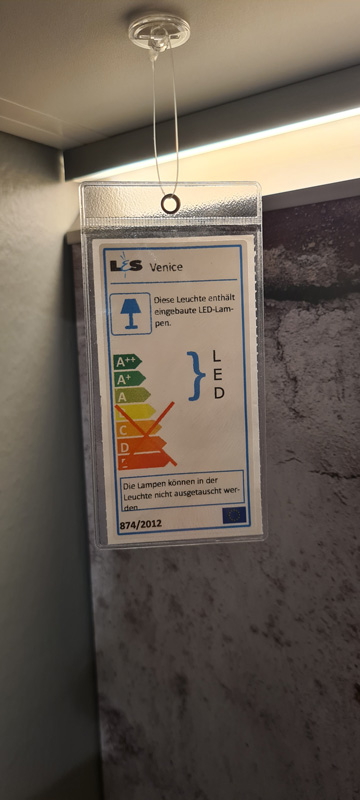 L&S Venice
Diese Leuchte enthält
eingebaute LED-Lam-
pen.
A++
A+
A
C
D
L
E
D
Die Lampen können in der
Leuchte nicht ausgetauscht wer-
den.
874/2012